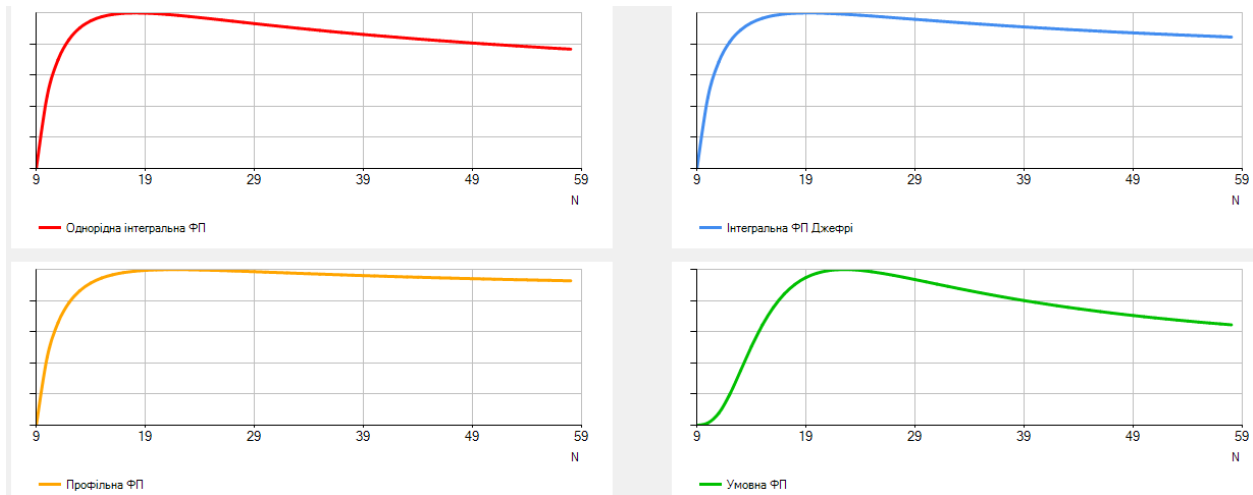 9 19 29 39 49 59
N
Однорідна інтегральна ФП
9 19 29 39 49 59
N
Інтегральна ФП Джефрі
9 19 29 39 49 59
N
Профільна ФП
9 19 29 39 49 59
N
Умовна ФП